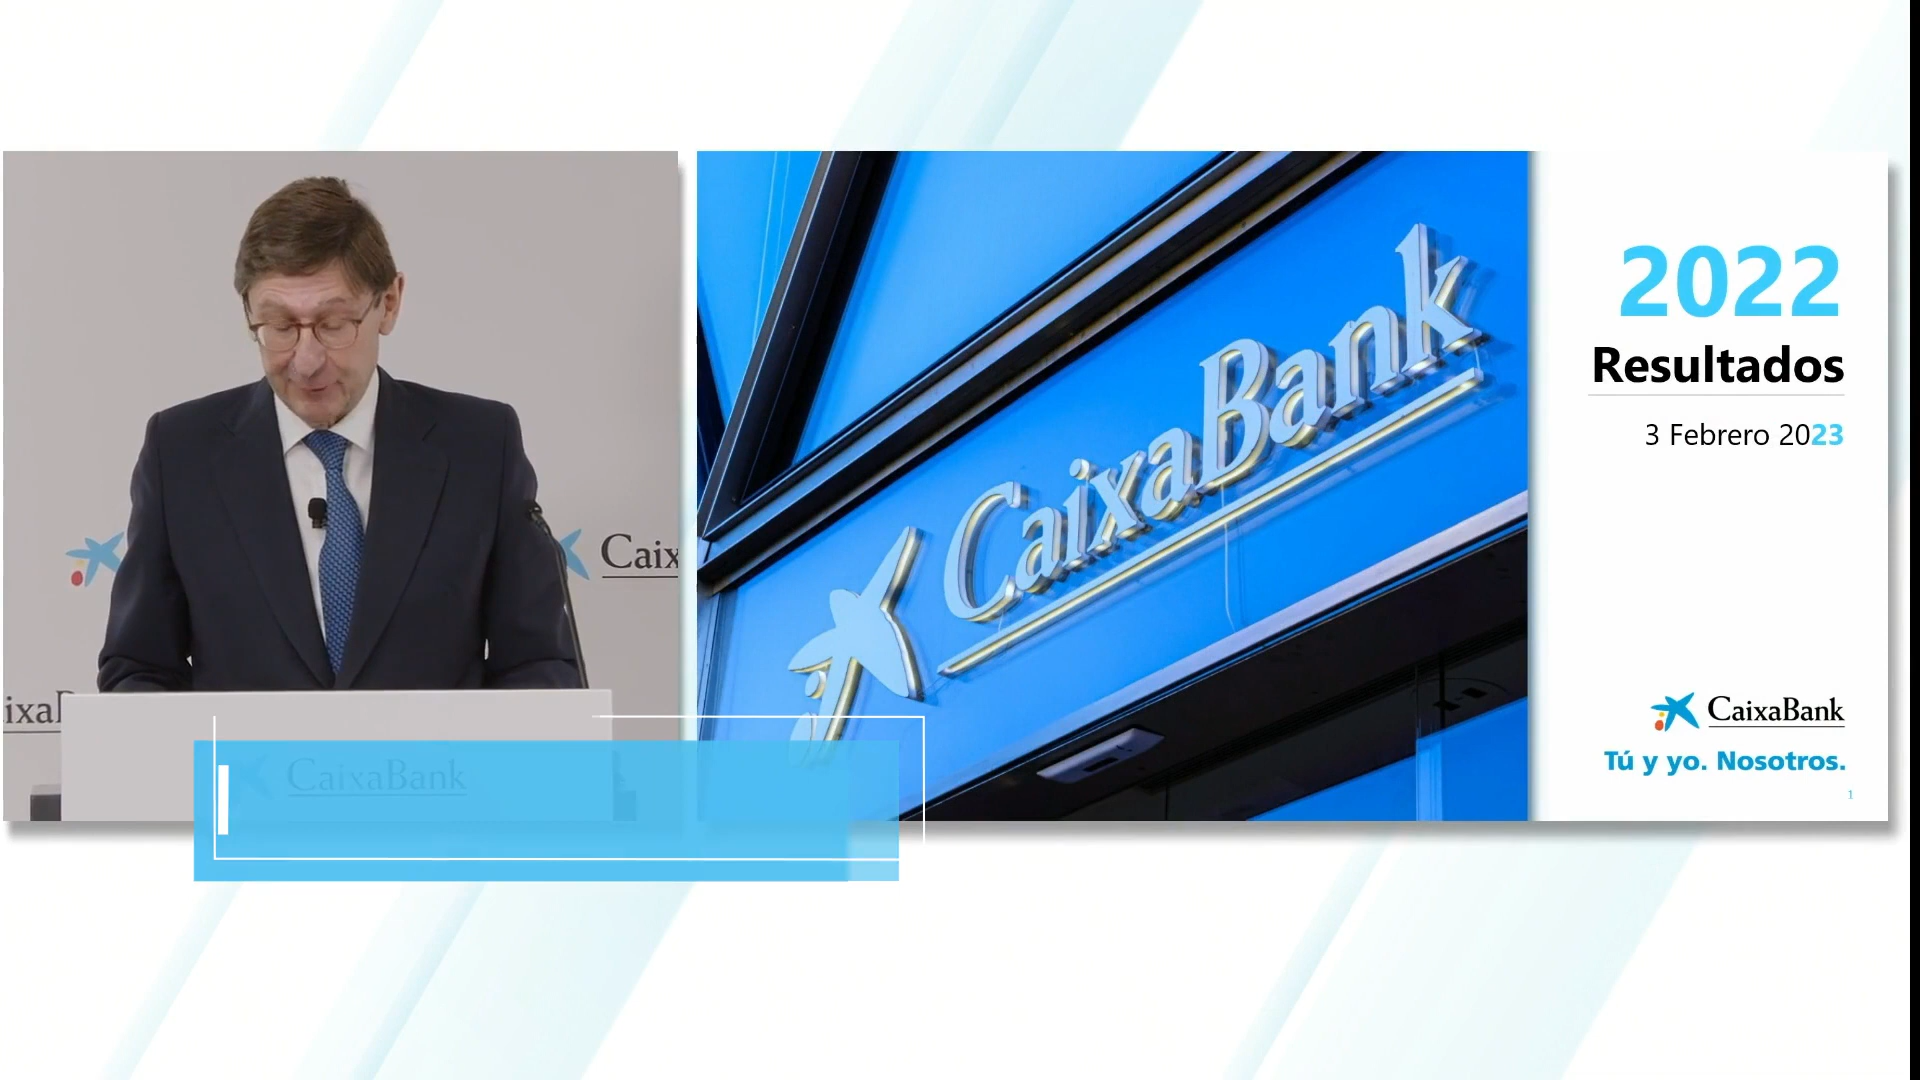 Caix
ixaB
CaixaBank
CaixaBank
2022
Resultados
3 Febrero 2023
CaixaBank
Tú y yo. Nosotros.
1